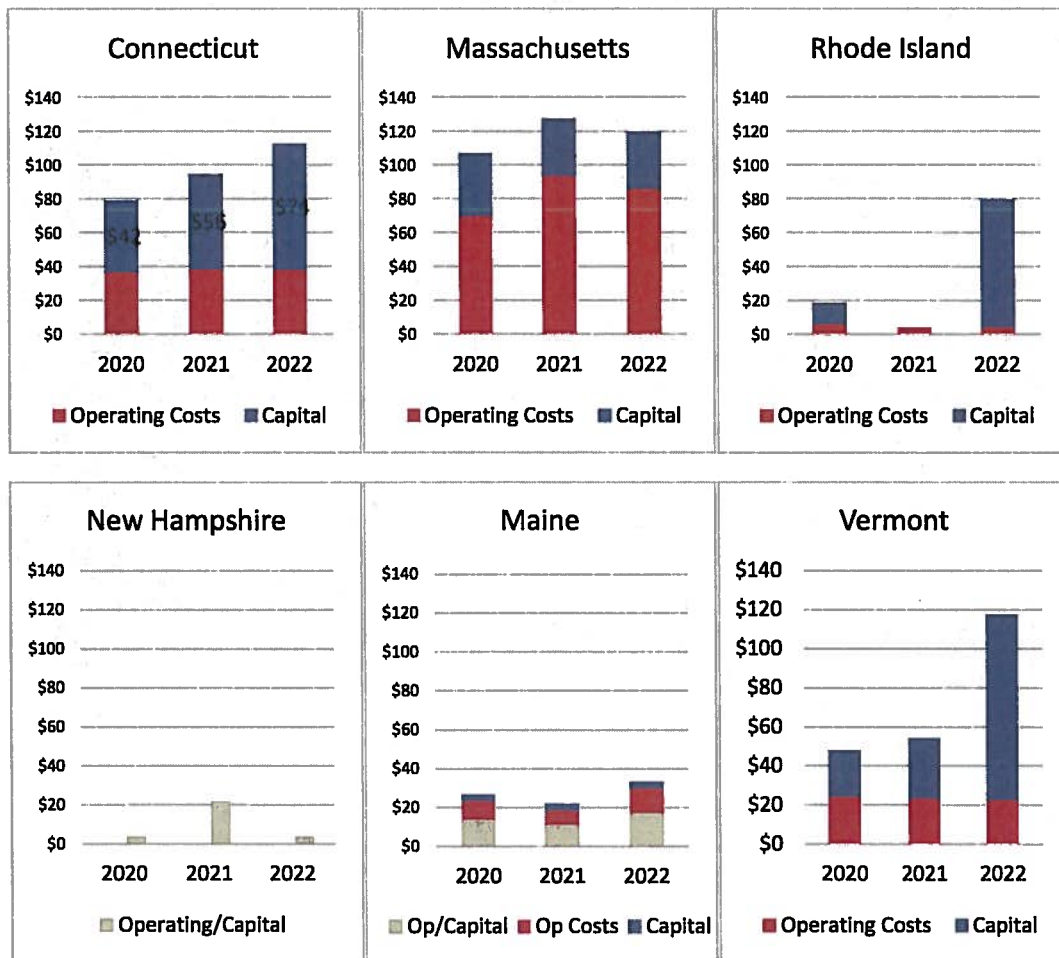 Connecticut
$140
$120
$100
$80
$60
$40
$20
$0
$42
$56
$74
2020 2021 2022
Operating Costs Capital
Massachusetts
$140
$120
$100
$80
$60
$40
$20
$0
2020 2021 2022
Operating Costs Capital
Rhode Island
$140
$120
$100
$80
$60
$40
$20
$0
2020 2021 2022
Operating Costs Capital
New Hampshire
$140
$120
$100
$80
$60
$40
$20
$0
2020 2021 2022
Operating/Capital
Maine
$140
$120
$100
$80
$60
$40
$20
$0
2020 2021 2022
Op/Capital Op Costs Capital
Vermont
$140
$120
$100
$80
$60
$40
$20
$0
2020 2021 2022
Operating Costs Capital